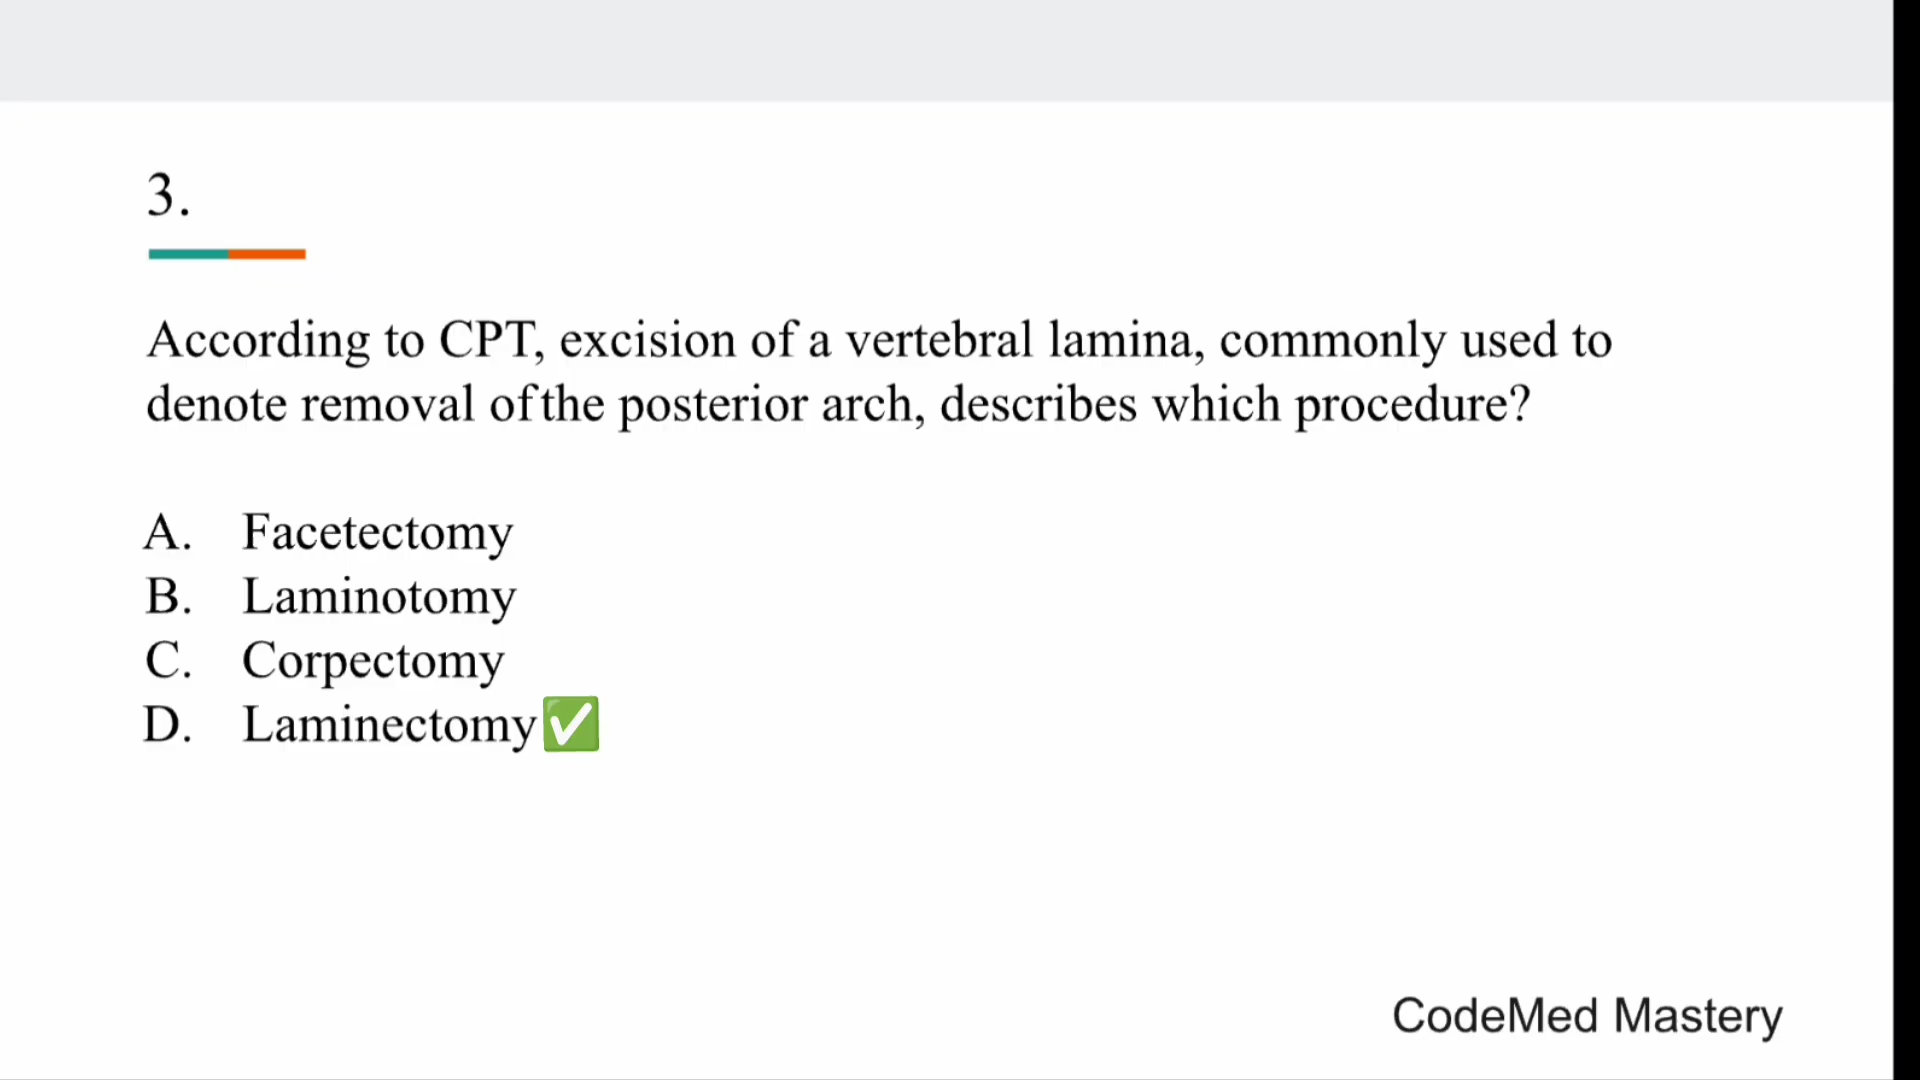 3.
According to CPT, excision of a vertebral lamina, commonly used to
denote removal of the posterior arch, describes which procedure?
A. Facetectomy
B. Laminotomy
C. Corpectomy
D. Laminectomy✅
CodeMed Mastery